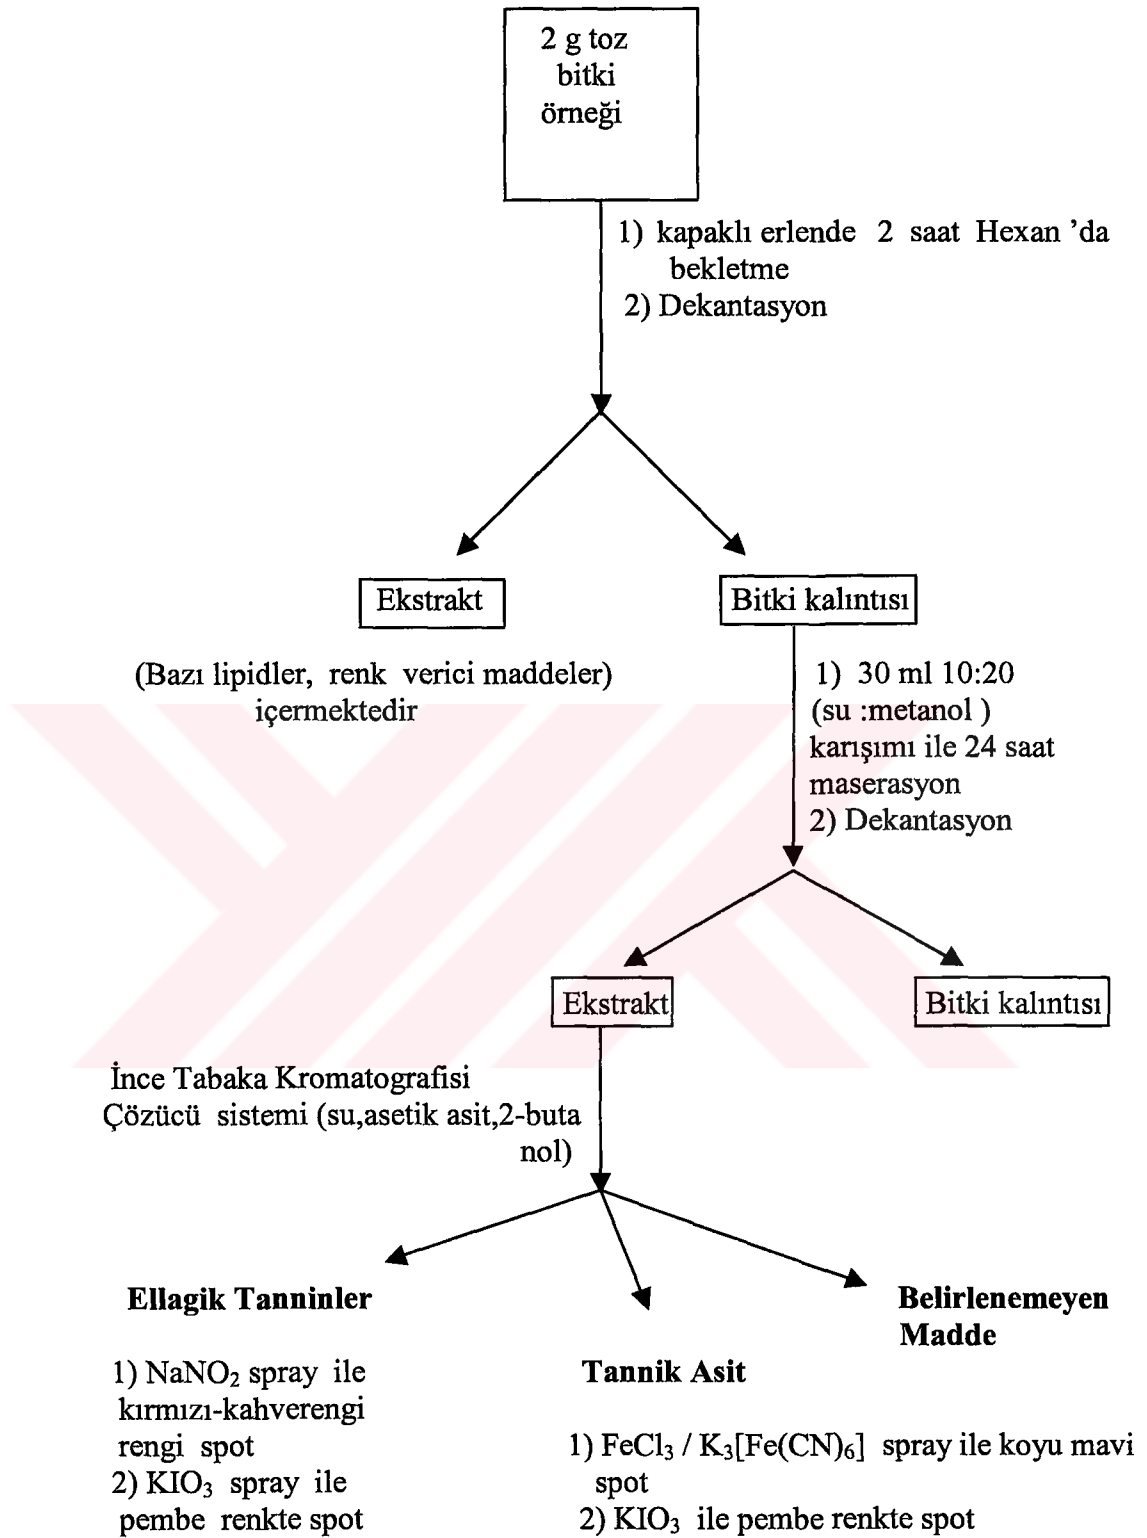 2 g toz
bitki
örneği
1) kapaklı erlende 2 saat Hexan ’da
bekletme
2) Dekantasyon
Ekstrakt
Bitki kalıntısı
(Bazı lipidler, renk verici maddeler)
içermektedir
1) 30 ml 10:20
(su :metanol )
karışımı ile 24 saat
maserasyon
2) Dekantasyon
Ekstrakt
Bitki kalıntısı
İnce Tabaka Kromatografisi
Çözücü sistemi (su,asetik asit,2-buta
nol)
Ellagik Tanninler
1) NaNO₂ spray ile
kırmızı-kahverengi
rengi spot
2) KIO₃ spray ile
pembe renkte spot
Tannik Asit
1) FeCl₃ / K₃[Fe(CN)₆] spray ile koyu mavi
spot
2) KIO₃ ile pembe renkte spot
Belirlenemeyen
Madde